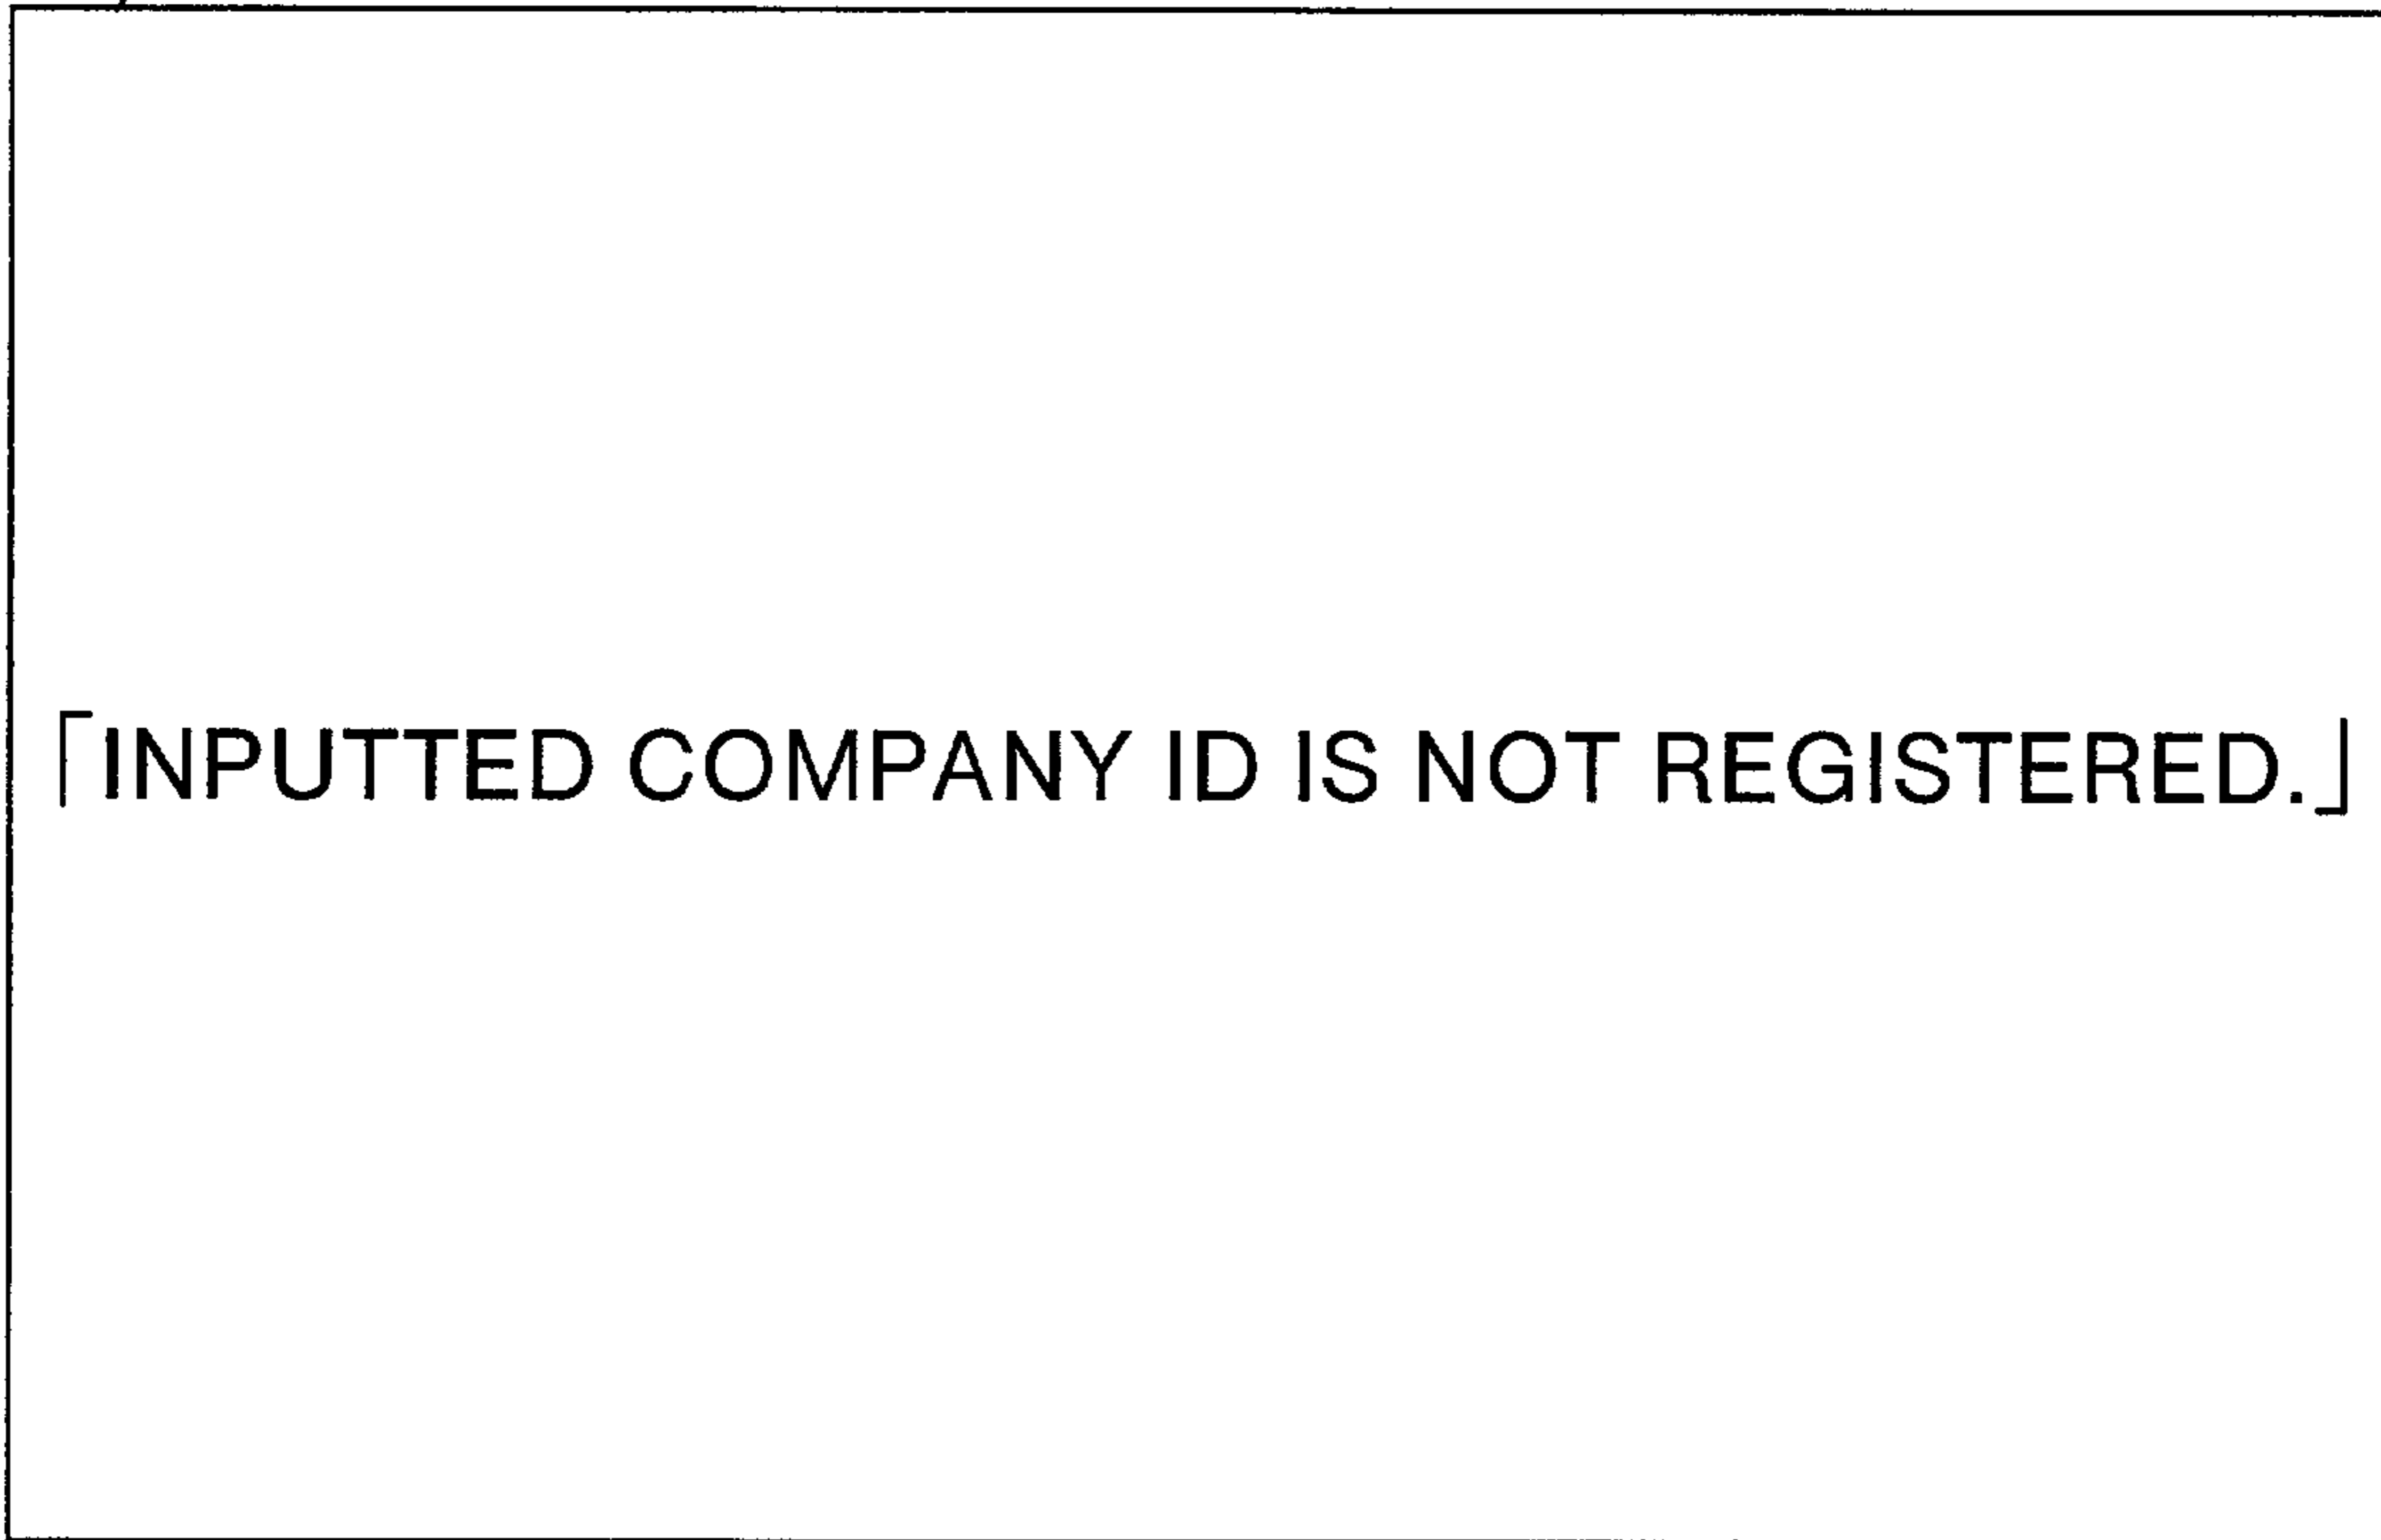 「INPUTTED COMPANY ID IS NOT REGISTERED.」